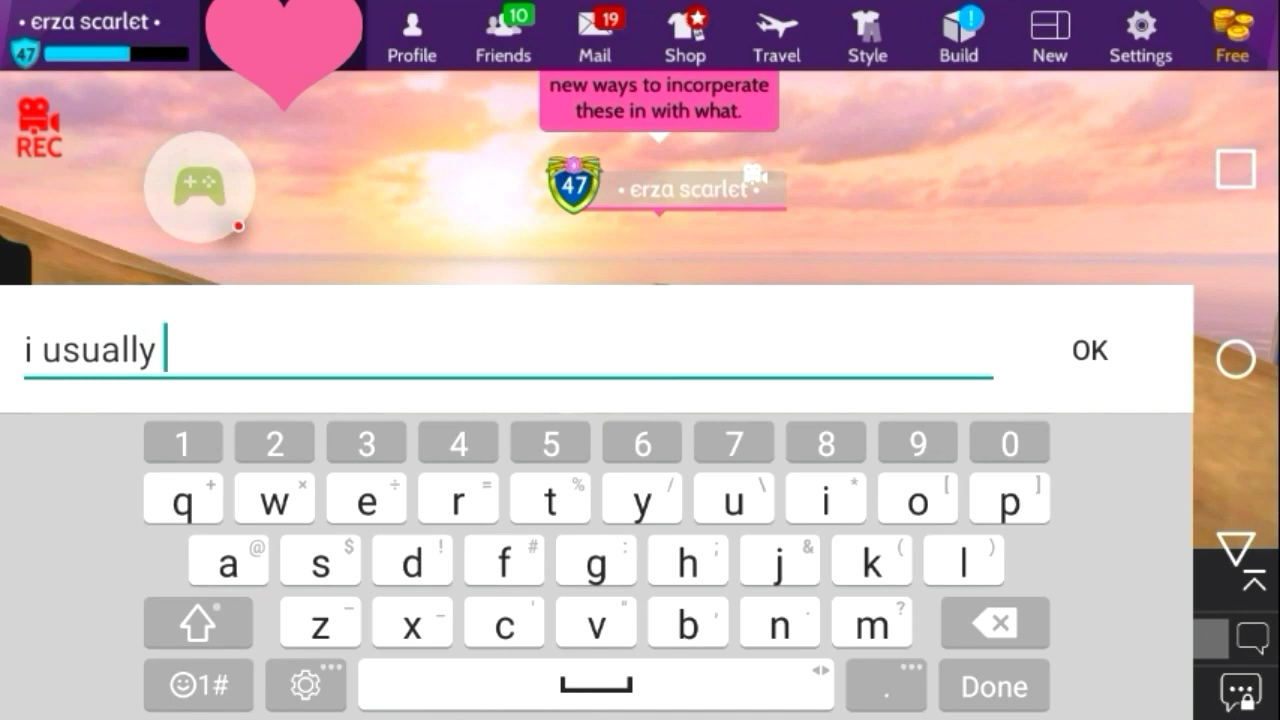 • erza scarlet •
47
Profile
Friends
10
Mail
19
Shop
Travel
Style
Build
!
New
Settings
Free
REC
new ways to incorperate
these in with what.
47
• erza scarlet •
i usually
OK
1 2 3 4 5 6 7 8 9 0
q + w × e ÷ r = t % y / u \ i * o [ p ]
a @ s $ d ! f # g : h ; j & k ( l )
z - x _ c ' v " b , n . m ?
1# . Done